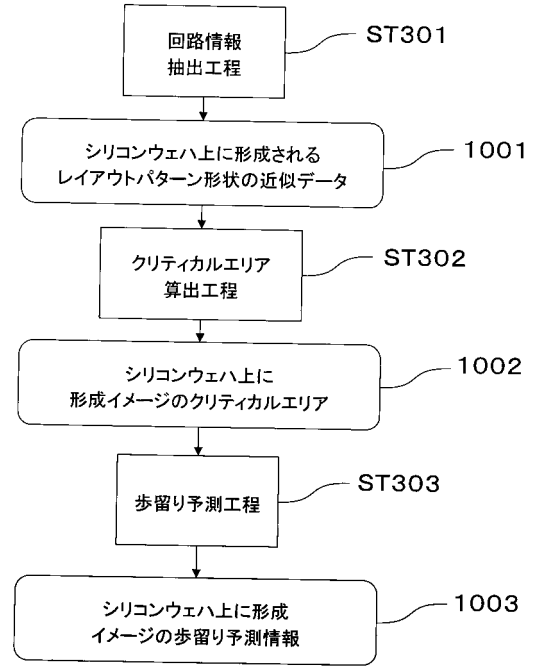 回路情報
抽出工程
ST301
シリコンウェハ上に形成される
レイアウトパターン形状の近似データ
1001
クリティカルエリア
算出工程
ST302
シリコンウェハ上に
形成イメージのクリティカルエリア
1002
歩留り予測工程
ST303
シリコンウェハ上に形成
イメージの歩留り予測情報
1003